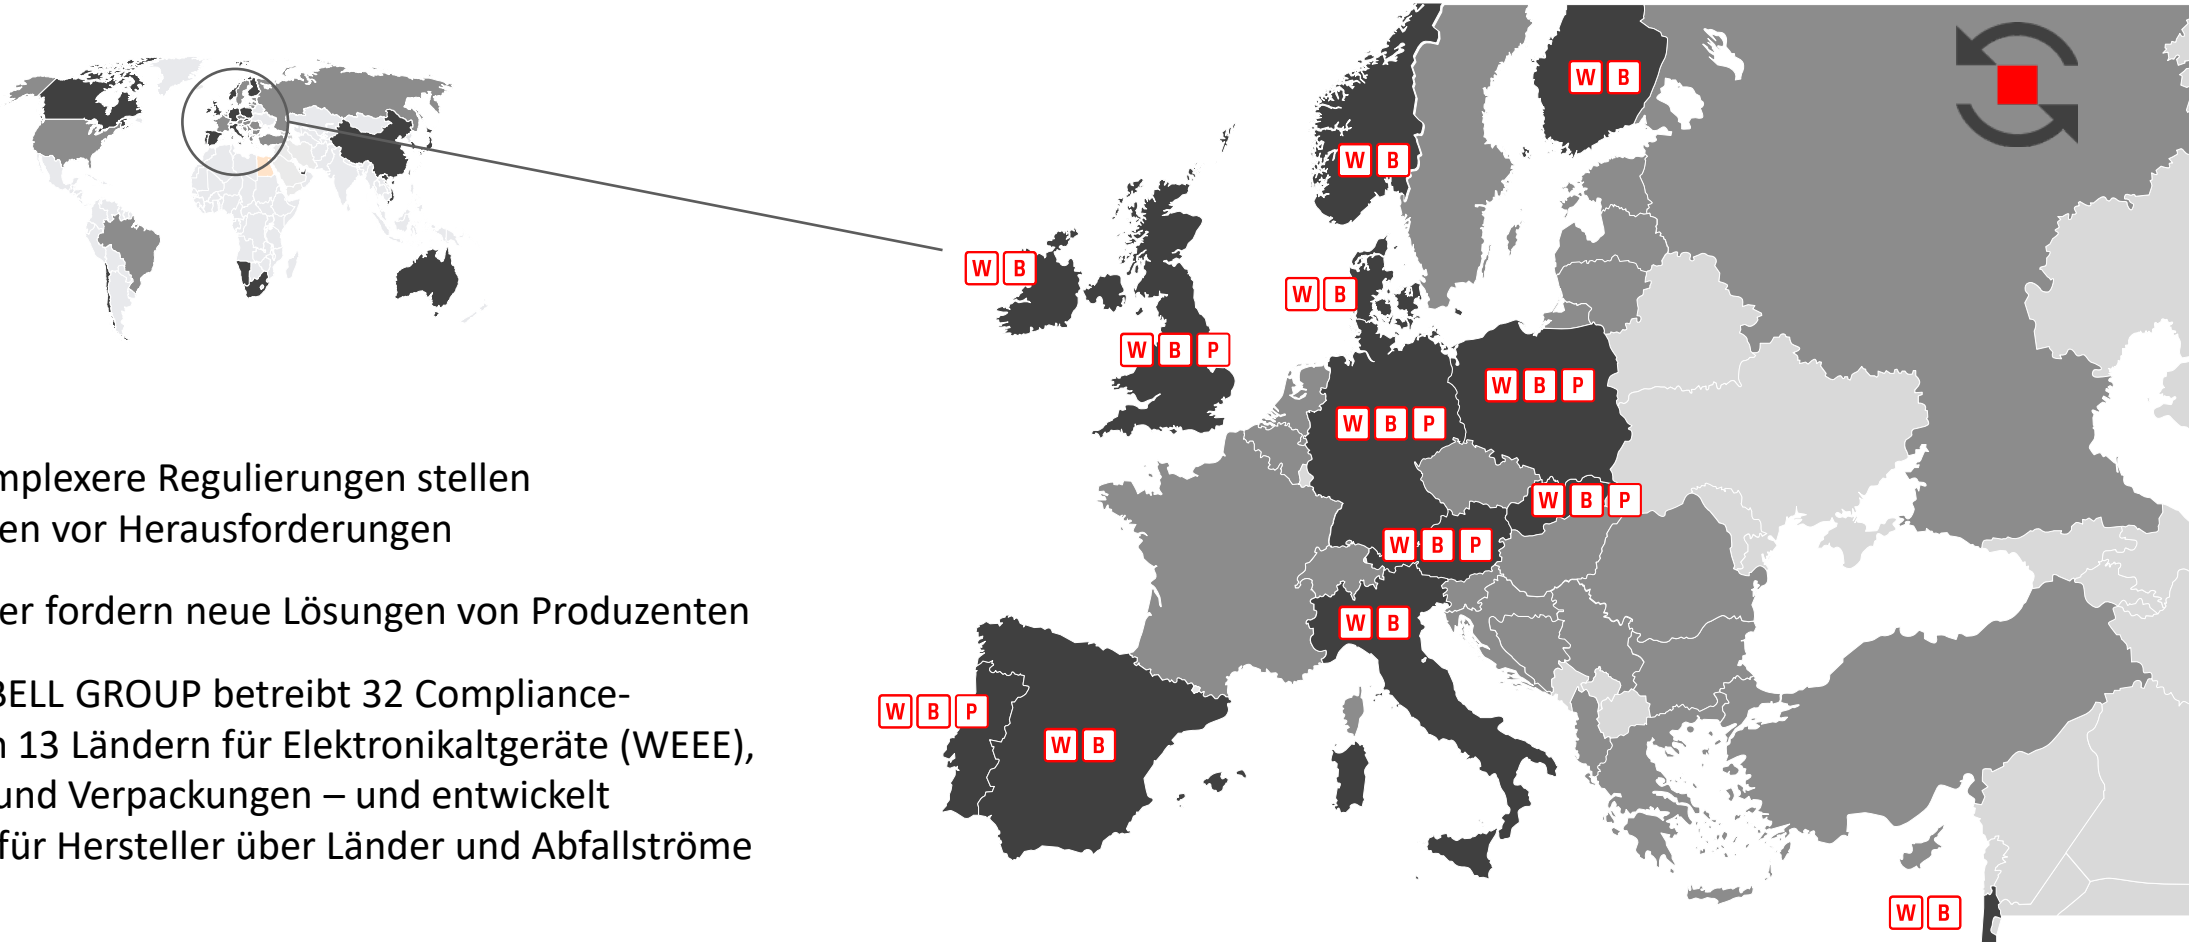 mplexere Regulierungen stellen
en vor Herausforderungen
er fordern neue Lösungen von Produzenten
BELL GROUP betreibt 32 Compliance-
n 13 Ländern für Elektronikaltgeräte (WEEE),
und Verpackungen – und entwickelt
für Hersteller über Länder und Abfallströme
W B
W B
W B
W B
W B P
W B P
W B P
W B P
W B P
W B
W B P
W B
W B